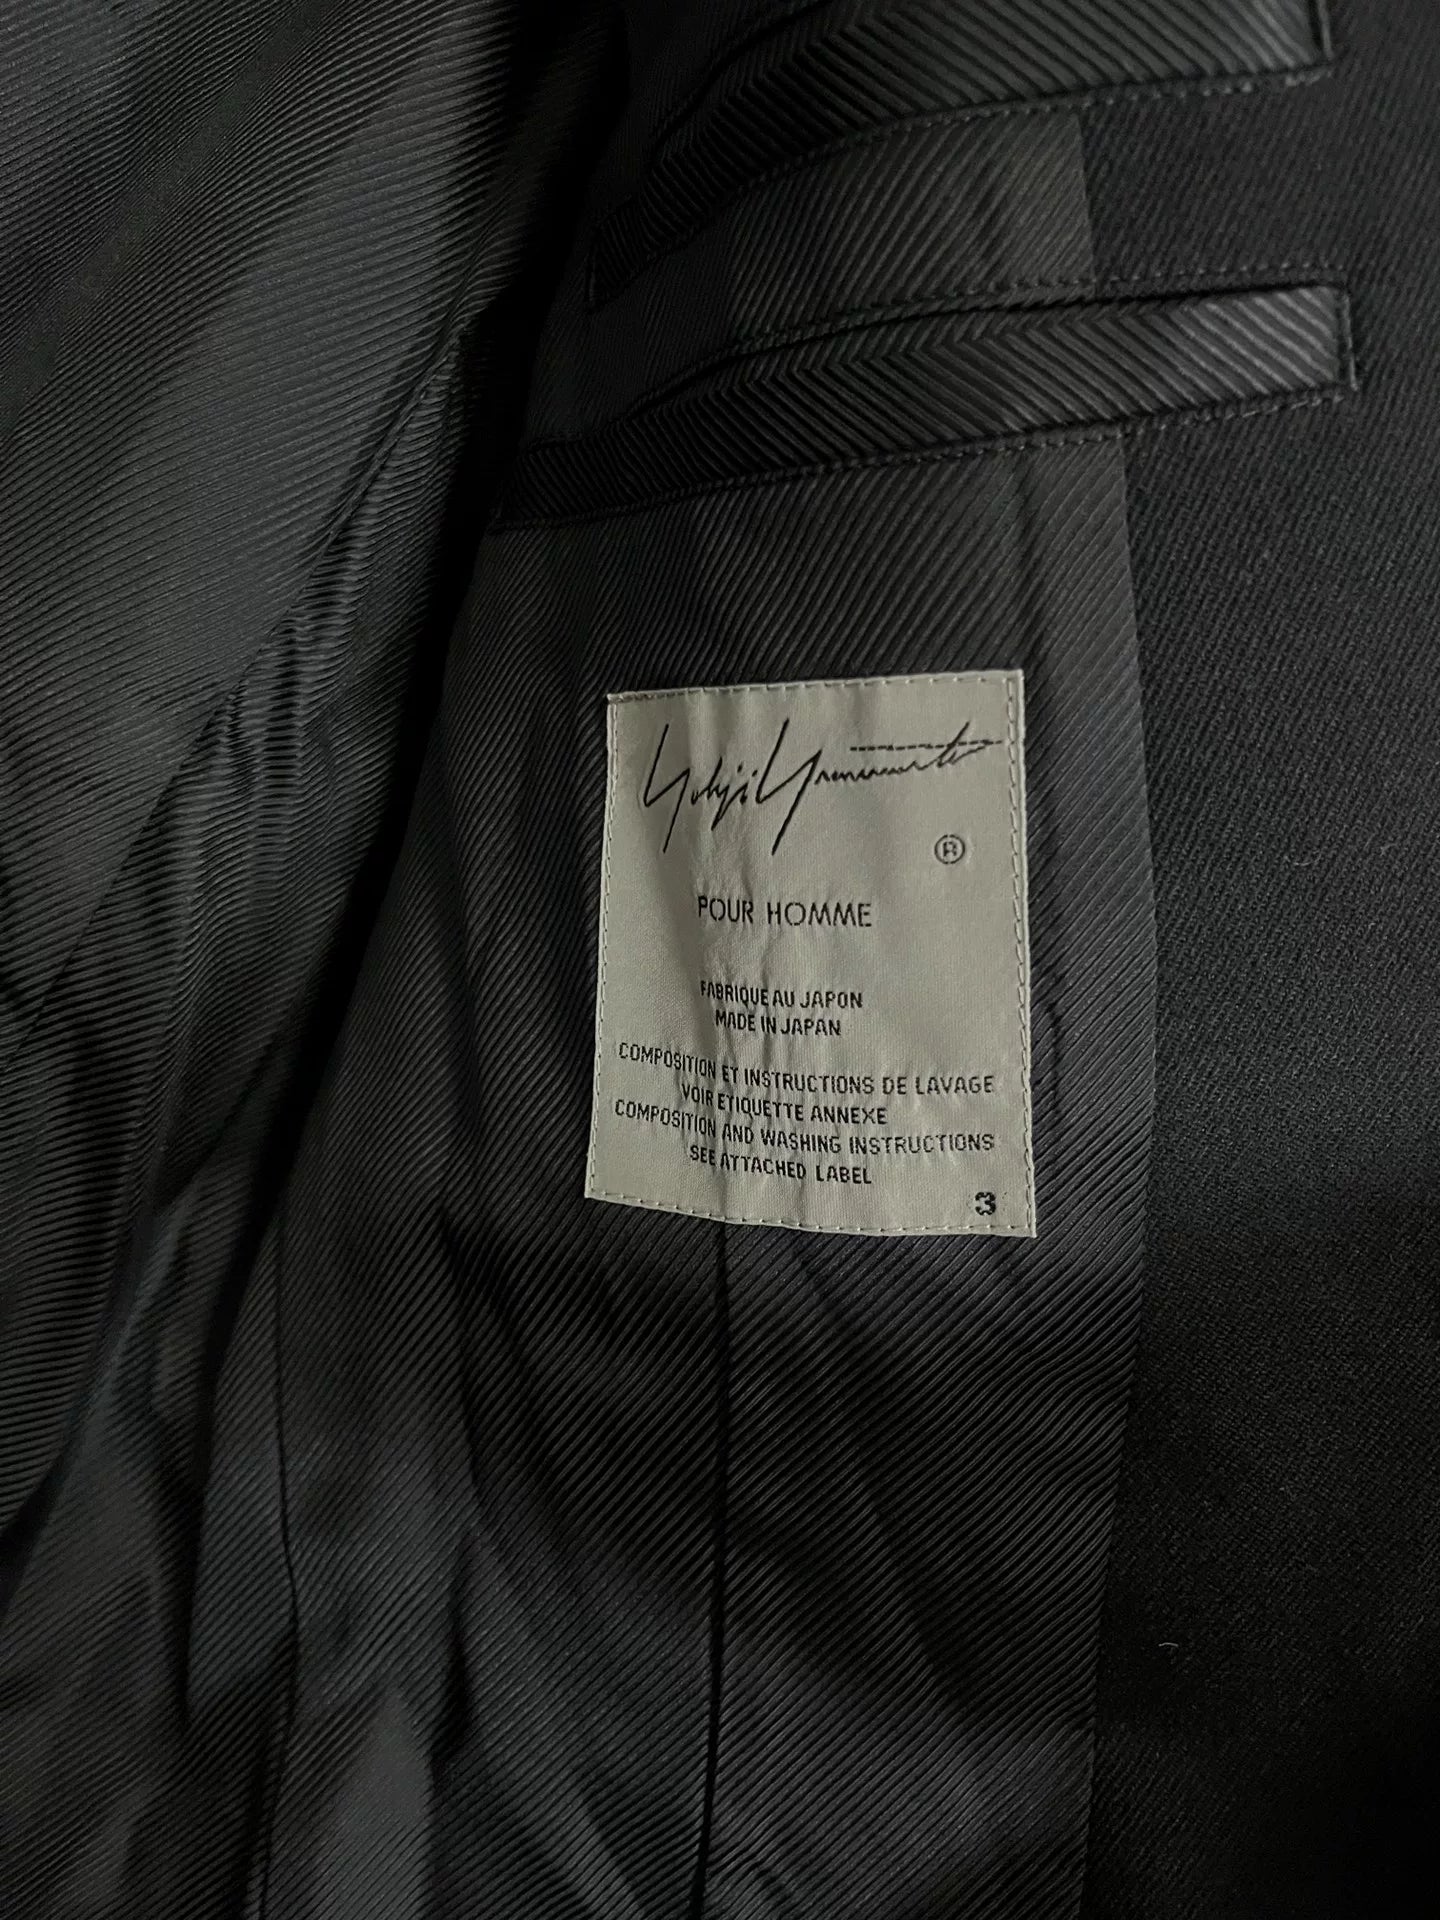 Yohji Yamamoto
®
POUR HOMME
FABRIQUE AU JAPON
MADE IN JAPAN
COMPOSITION ET INSTRUCTIONS DE LAVAGE
VOIR ETIQUETTE ANNEXE
COMPOSITION AND WASHING INSTRUCTIONS
SEE ATTACHED LABEL
3